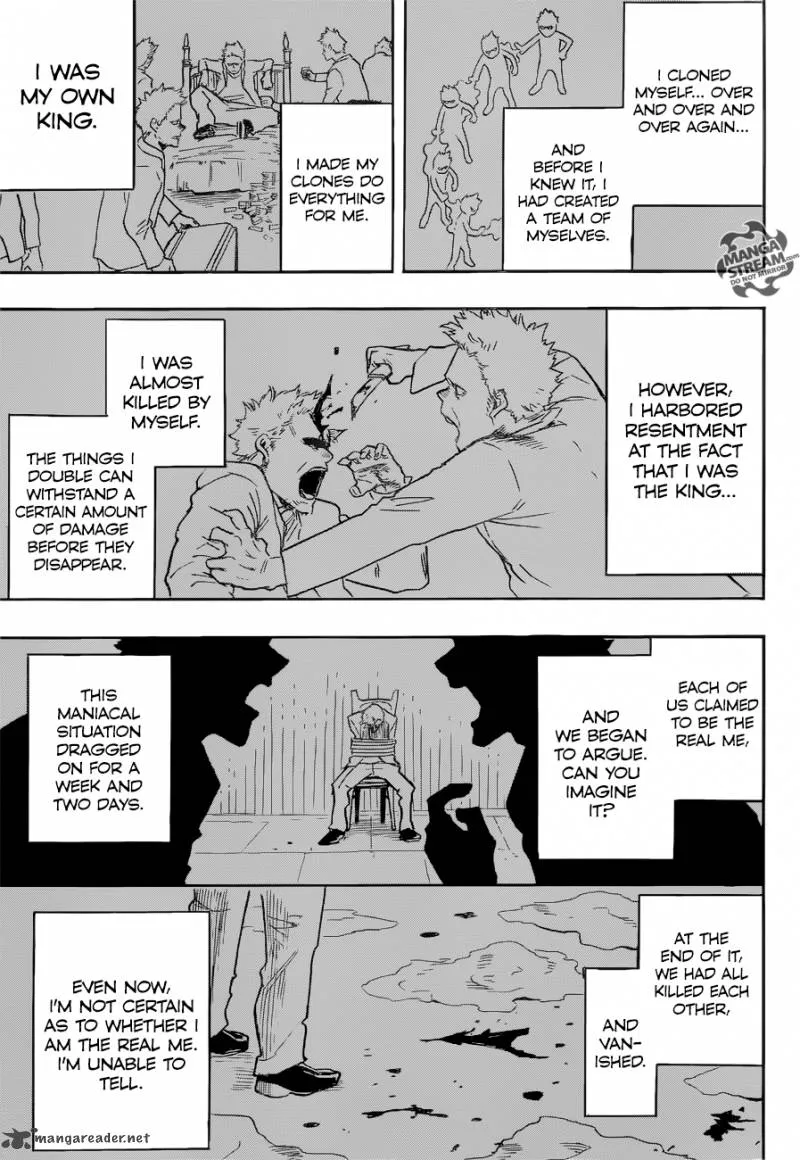 I CLONED
MYSELF... OVER
AND OVER AND
OVER AGAIN...
AND
BEFORE I
KNEW IT, I
HAD CREATED
A TEAM OF
MYSELVES.
MANGA
STREAM.com
DO NOT MIRROR
I MADE MY
CLONES DO
EVERYTHING
FOR ME.
I WAS
MY OWN
KING.
HOWEVER,
I HARBORED
RESENTMENT
AT THE FACT
THAT I WAS
THE KING...
I WAS
ALMOST
KILLED BY
MYSELF.
THE THINGS I
DOUBLE CAN
WITHSTAND A
CERTAIN AMOUNT
OF DAMAGE
BEFORE THEY
DISAPPEAR.
EACH OF
US CLAIMED
TO BE THE
REAL ME,
AND
WE BEGAN
TO ARGUE.
CAN YOU
IMAGINE
IT?
THIS
MANIACAL
SITUATION
DRAGGED
ON FOR A
WEEK AND
TWO DAYS.
AT THE
END OF IT,
WE HAD ALL
KILLED EACH
OTHER,
AND
VAN-
ISHED.
EVEN NOW,
I'M NOT CERTAIN
AS TO WHETHER I
AM THE REAL ME.
I'M UNABLE TO
TELL.
mangareader.net